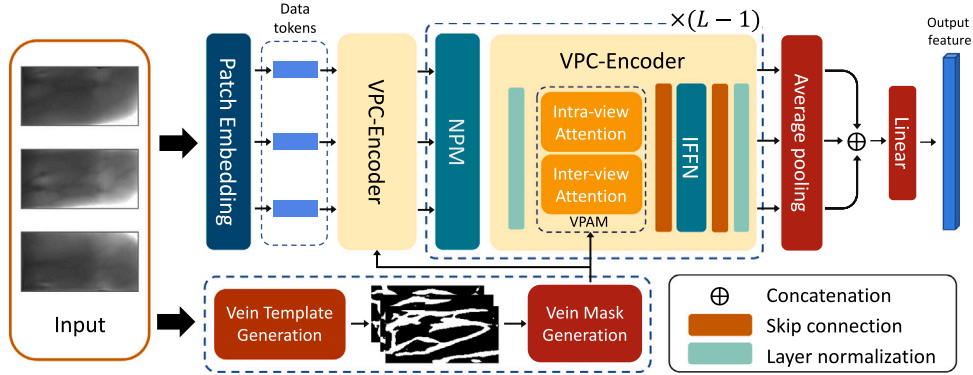 Input
Patch Embedding
Data
tokens
VPC-Encoder
×(L − 1)
NPM
VPC-Encoder
Intra-view
Attention
Inter-view
Attention
VPAM
IFFN
Average pooling
Linear
Output
feature
Vein Template
Generation
Vein Mask
Generation
Concatenation
Skip connection
Layer normalization